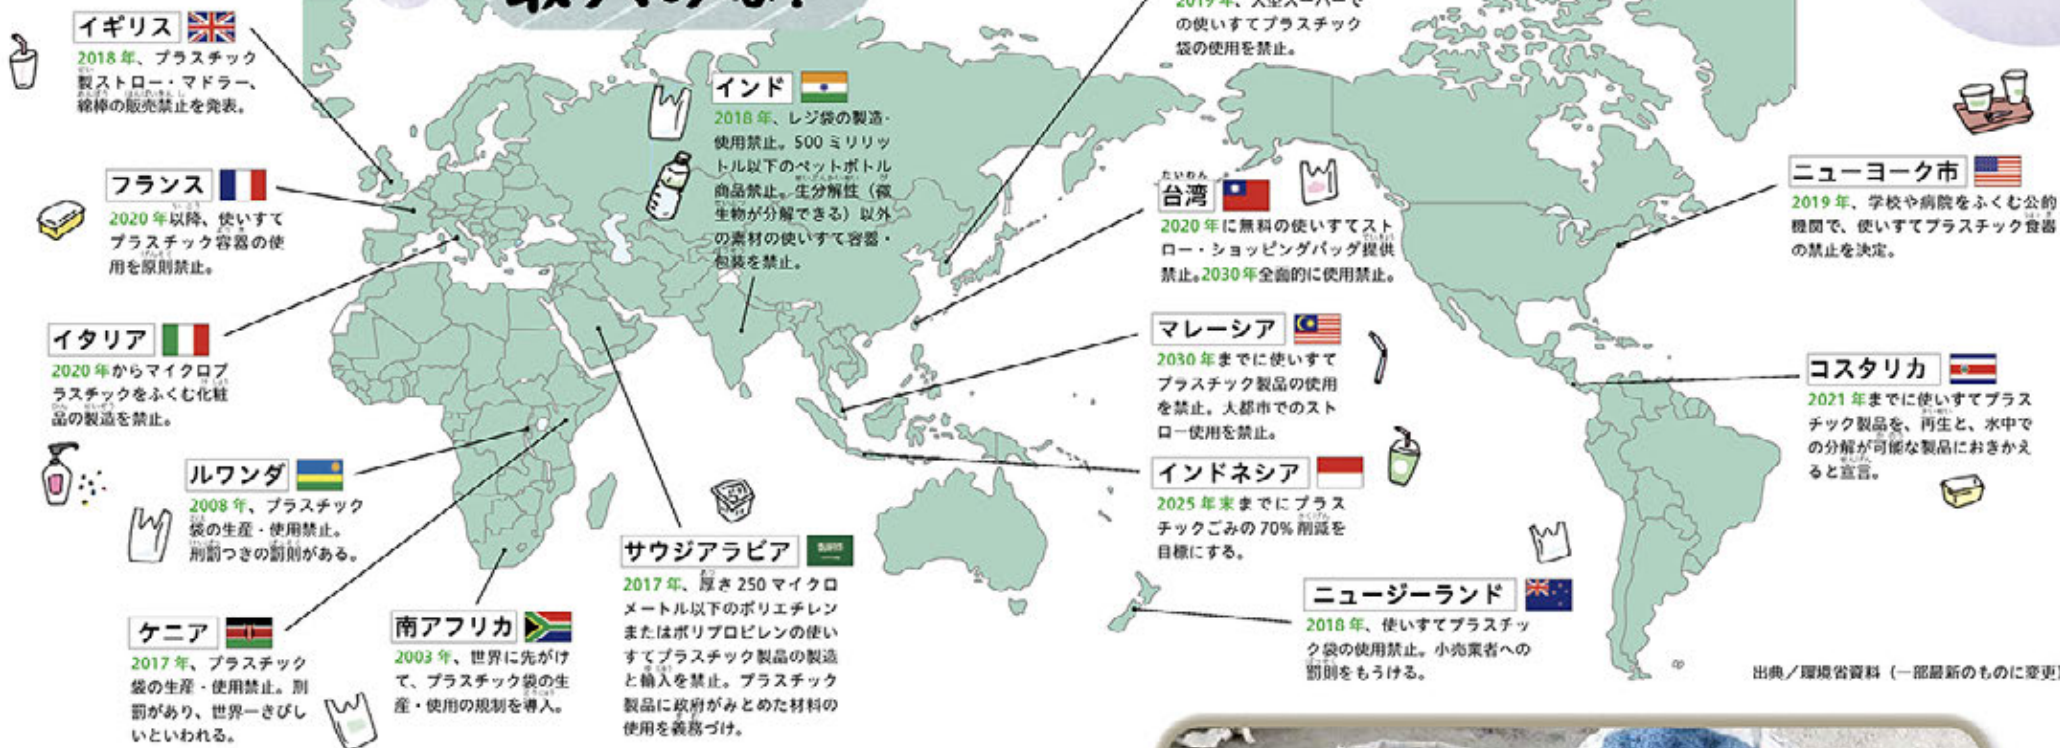 イギリス
2018年、プラスチック
製ストロー・マドラー、
綿棒の販売禁止を発表。
フランス
2020年以降、使いすて
プラスチック容器の使
用を原則禁止。
イタリア
2020年からマイクロプ
ラスチックをふくむ化粧
品の製造を禁止。
ルワンダ
2008年、プラスチック
袋の生産・使用禁止。
刑罰つきの罰則がある。
ケニア
2017年、プラスチック
袋の生産・使用禁止。刑
罰があり、世界一きびし
いといわれる。
南アフリカ
2003年、世界に先がけ
て、プラスチック袋の生
産・使用の規制を導入。
サウジアラビア
2017年、厚さ250マイクロ
メートル以下のポリエチレン
またはポリプロピレンの使い
すてプラスチック製品の製造
と輸入を禁止。プラスチック
製品に政府がみとめた材料の
使用を義務づけ。
インド
2018年、レジ袋の製造・
使用禁止。500ミリリッ
トル以下のペットボトル
商品禁止。生分解性（微
生物が分解できる）以外
の素材の使いすて容器・
包装を禁止。
2019年、大型スーパーで
の使いすてプラスチック
袋の使用を禁止。
台湾
2020年に無料の使いすてスト
ロー・ショッピングバッグ提供
禁止。2030年全面的に使用禁止。
マレーシア
2030年までに使いすて
プラスチック製品の使用
を禁止。大都市でのスト
ロー使用を禁止。
インドネシア
2025年末までにプラス
チックごみの70%削減を
目標にする。
ニュージーランド
2018年、使いすてプラスチッ
ク袋の使用禁止。小売業者への
罰則をもうける。
ニューヨーク市
2019年、学校や病院をふくむ公的
機関で、使いすてプラスチック食器
の禁止を決定。
コスタリカ
2021年までに使いすてプラス
チック製品を、再生と、水中で
の分解が可能な製品におきかえ
ると宣言。
出典／環境省資料（一部最新のものに変更）